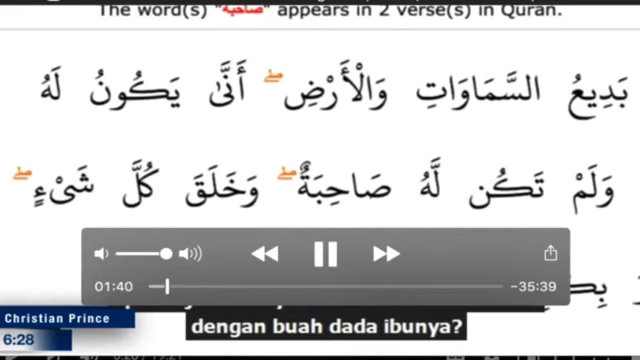 The word(s) "صاحبة" appears in 2 verse(s) in Quran.
بَدِيعُ السَّمَاوَاتِ وَالْأَرْضِ ۖ أَنَّىٰ يَكُونُ لَهُ
وَلَمْ تَكُن لَّهُ صَاحِبَةٌ ۖ وَخَلَقَ كُلَّ شَيْءٍ ۖ
01:40
-35:39
Christian Prince
6:28
dengan buah dada ibunya?